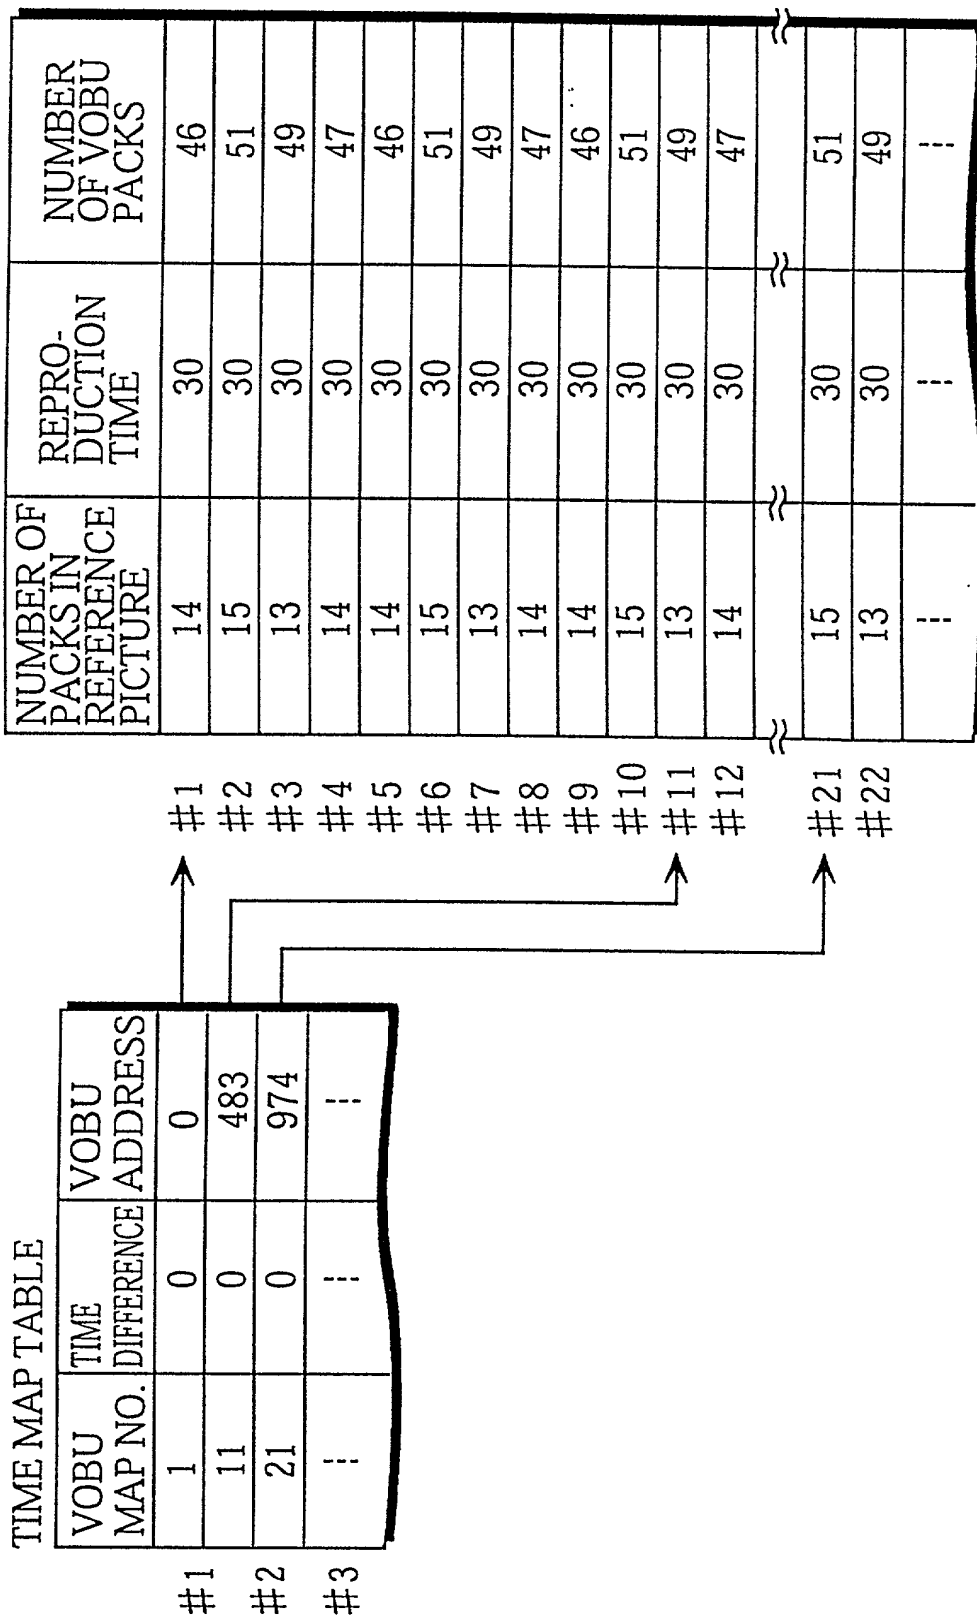 TIME MAP TABLE
VOBU MAP NO. TIME DIFFERENCE VOBU ADDRESS
#1 1 0 0
#2 11 0 483
#3 21 0 974
--- --- ---
NUMBER OF PACKS IN REFERENCE PICTURE REPRO-DUCTION TIME NUMBER OF VOBU PACKS
#1 14 30 46
#2 15 30 51
#3 13 30 49
#4 14 30 47
#5 14 30 46
#6 15 30 51
#7 13 30 49
#8 14 30 47
#9 14 30 46
#10 15 30 51
#11 13 30 49
#12 14 30 47
#21 15 30 51
#22 13 30 49
--- --- ---